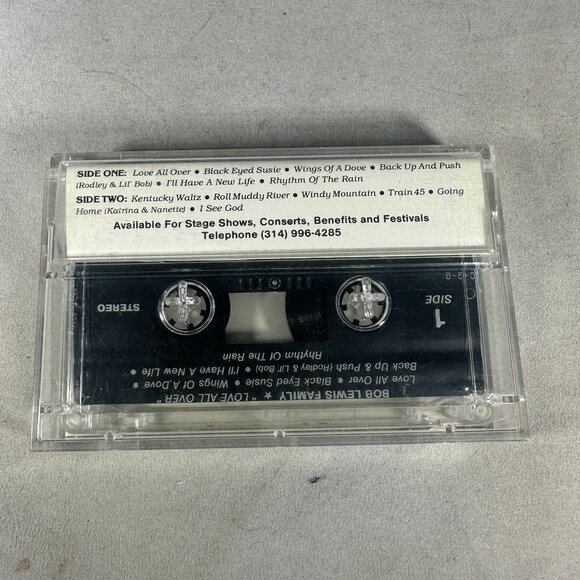 SIDE ONE: Love All Over • Black Eyed Susie • Wings Of A Dove • Back Up And Push
(Rodley & Lil' Bob) • I'll Have A New Life • Rhythm Of The Rain
SIDE TWO: Kentucky Waltz • Roll Muddy River • Windy Mountain • Train 45 • Going
Home (Katrina & Nanette) • I See God
Available For Stage Shows, Conserts, Benefits and Festivals
Telephone (314) 996-4285
BOB LEWIS FAMILY ★ "LOVE ALL OVER"
Love All Over • Black Eyed Susie • Wings Of A Dove •
Back Up & Push (Rodley & Lil' Bob) • I'll Have A New Life •
Rhythm Of The Rain
SIDE
1
STEREO